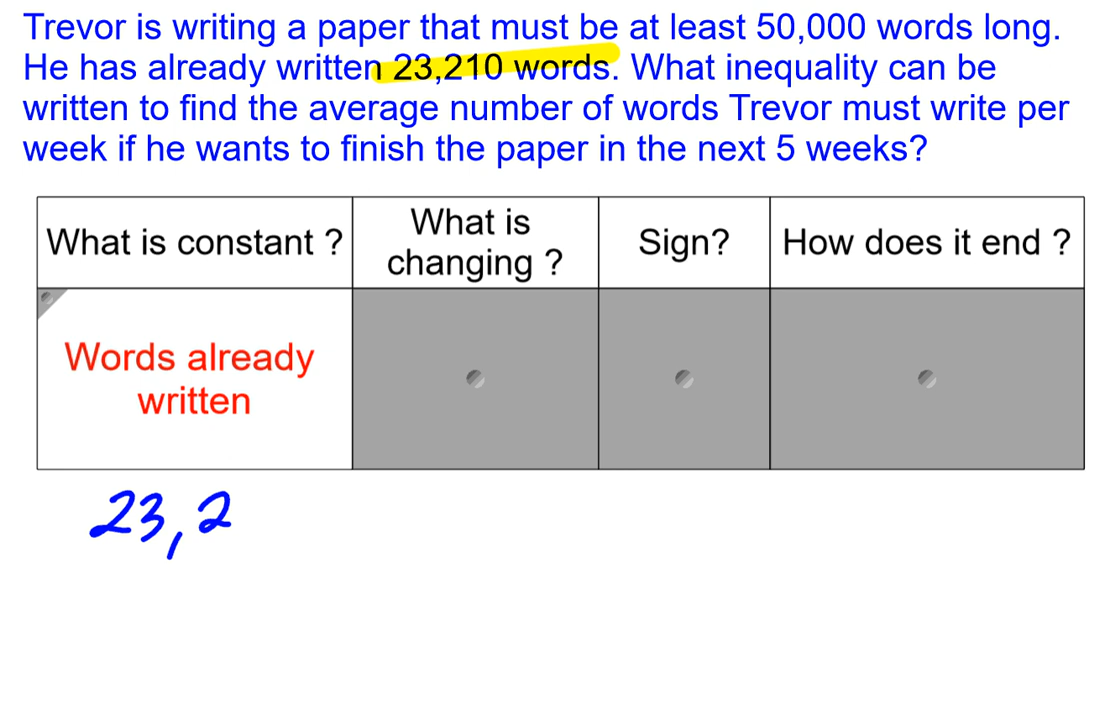 Trevor is writing a paper that must be at least 50,000 words long.
He has already written 23,210 words. What inequality can be
written to find the average number of words Trevor must write per
week if he wants to finish the paper in the next 5 weeks?
What is constant ?
What is
changing ?
Sign?
How does it end ?
Words already
written
23,2